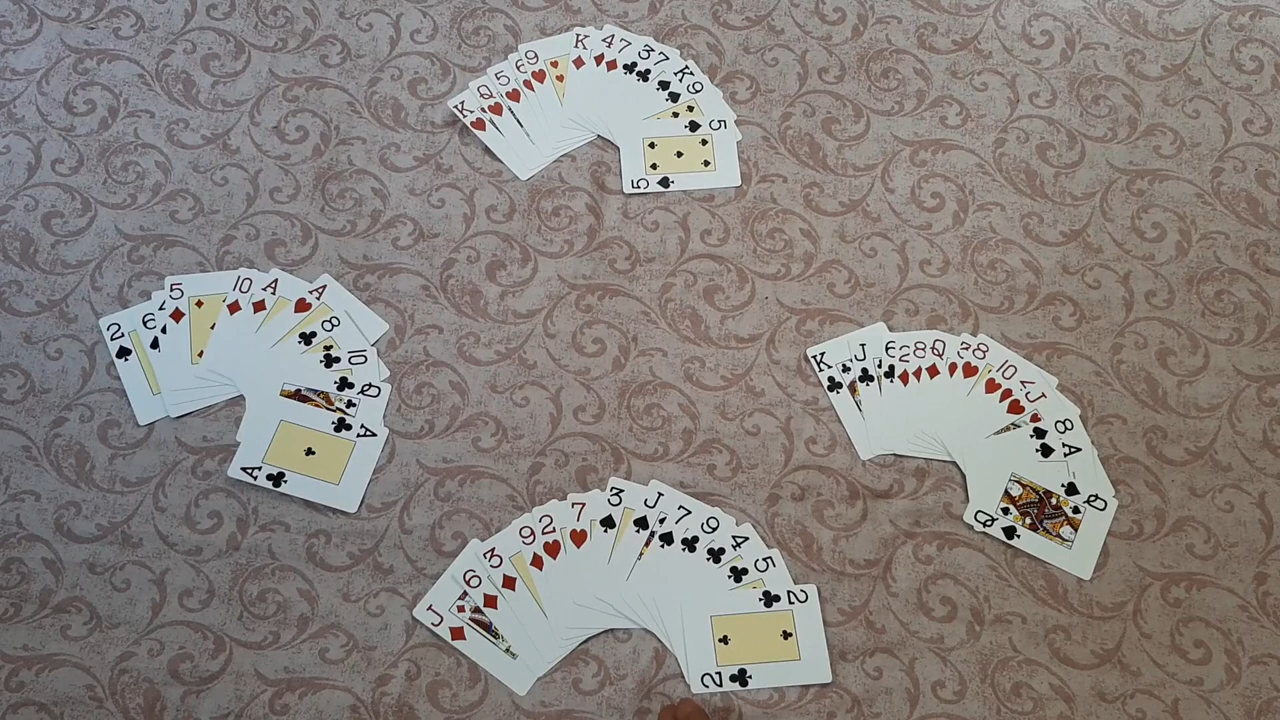 K Q 5 6 9 K 4 7 3 7 K 9 5
5
2 6 5 10 A A 8 10 Q A
A
K J 6 2 8 Q 8 10 J 8 A Q
Q
J 6 3 9 2 7 3 J 7 9 4 5 2
2